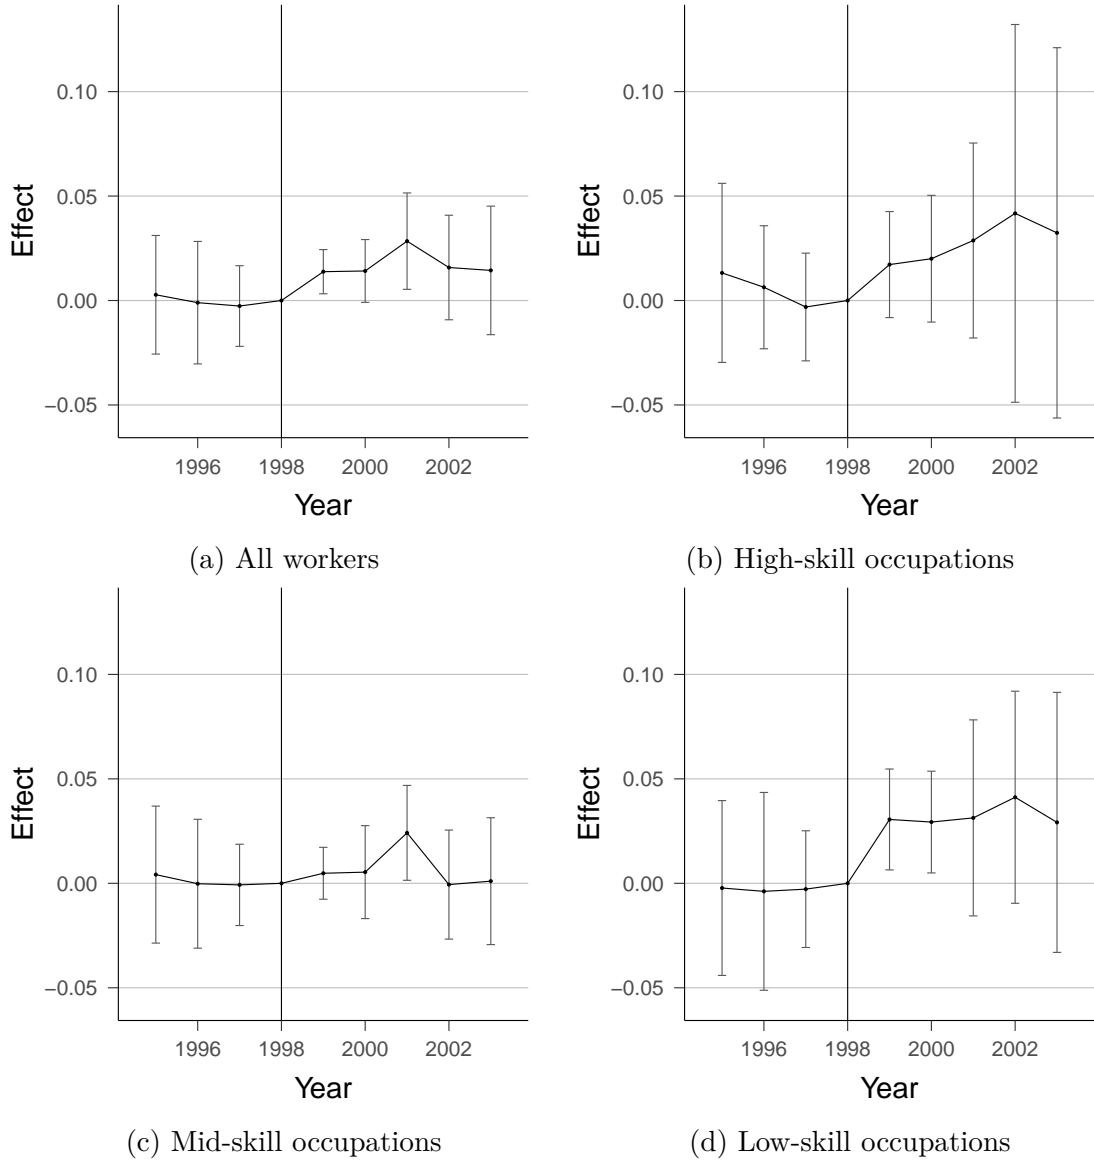 0.10
0.05
0.00
−0.05
Effect
1996 1998 2000 2002
Year
(a) All workers
0.10
0.05
0.00
−0.05
Effect
1996 1998 2000 2002
Year
(b) High-skill occupations
0.10
0.05
0.00
−0.05
Effect
1996 1998 2000 2002
Year
(c) Mid-skill occupations
0.10
0.05
0.00
−0.05
Effect
1996 1998 2000 2002
Year
(d) Low-skill occupations